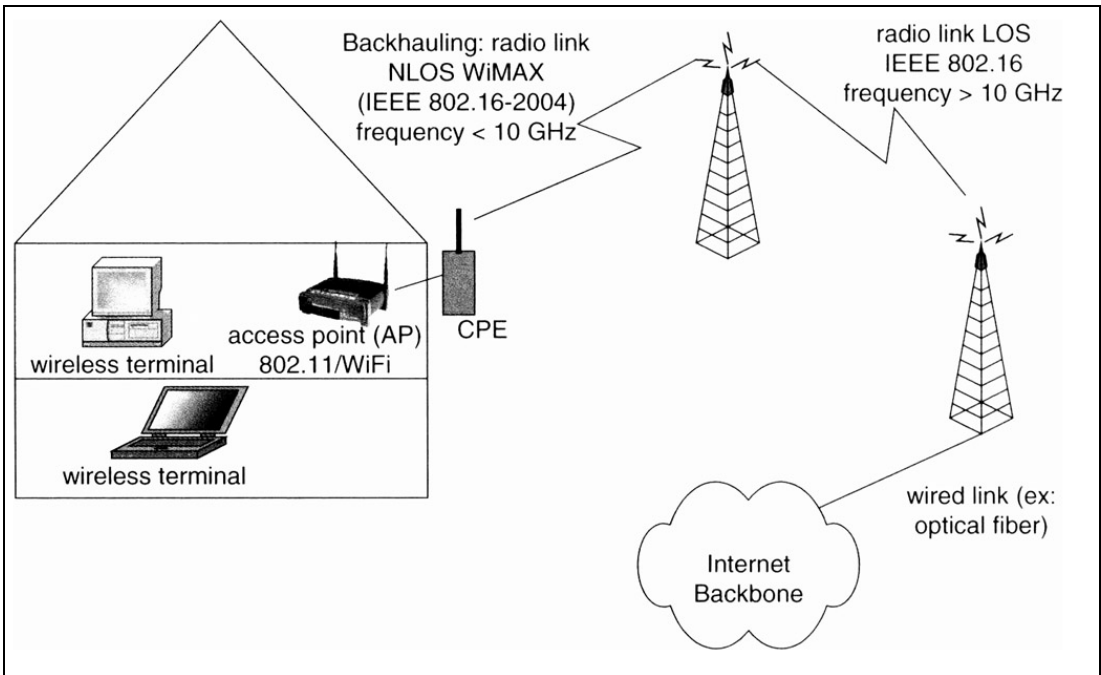 Backhauling: radio link
NLOS WiMAX
(IEEE 802.16-2004)
frequency < 10 GHz
radio link LOS
IEEE 802.16
frequency > 10 GHz
access point (AP)
802.11/WiFi
CPE
wireless terminal
wireless terminal
wired link (ex:
optical fiber)
Internet
Backbone